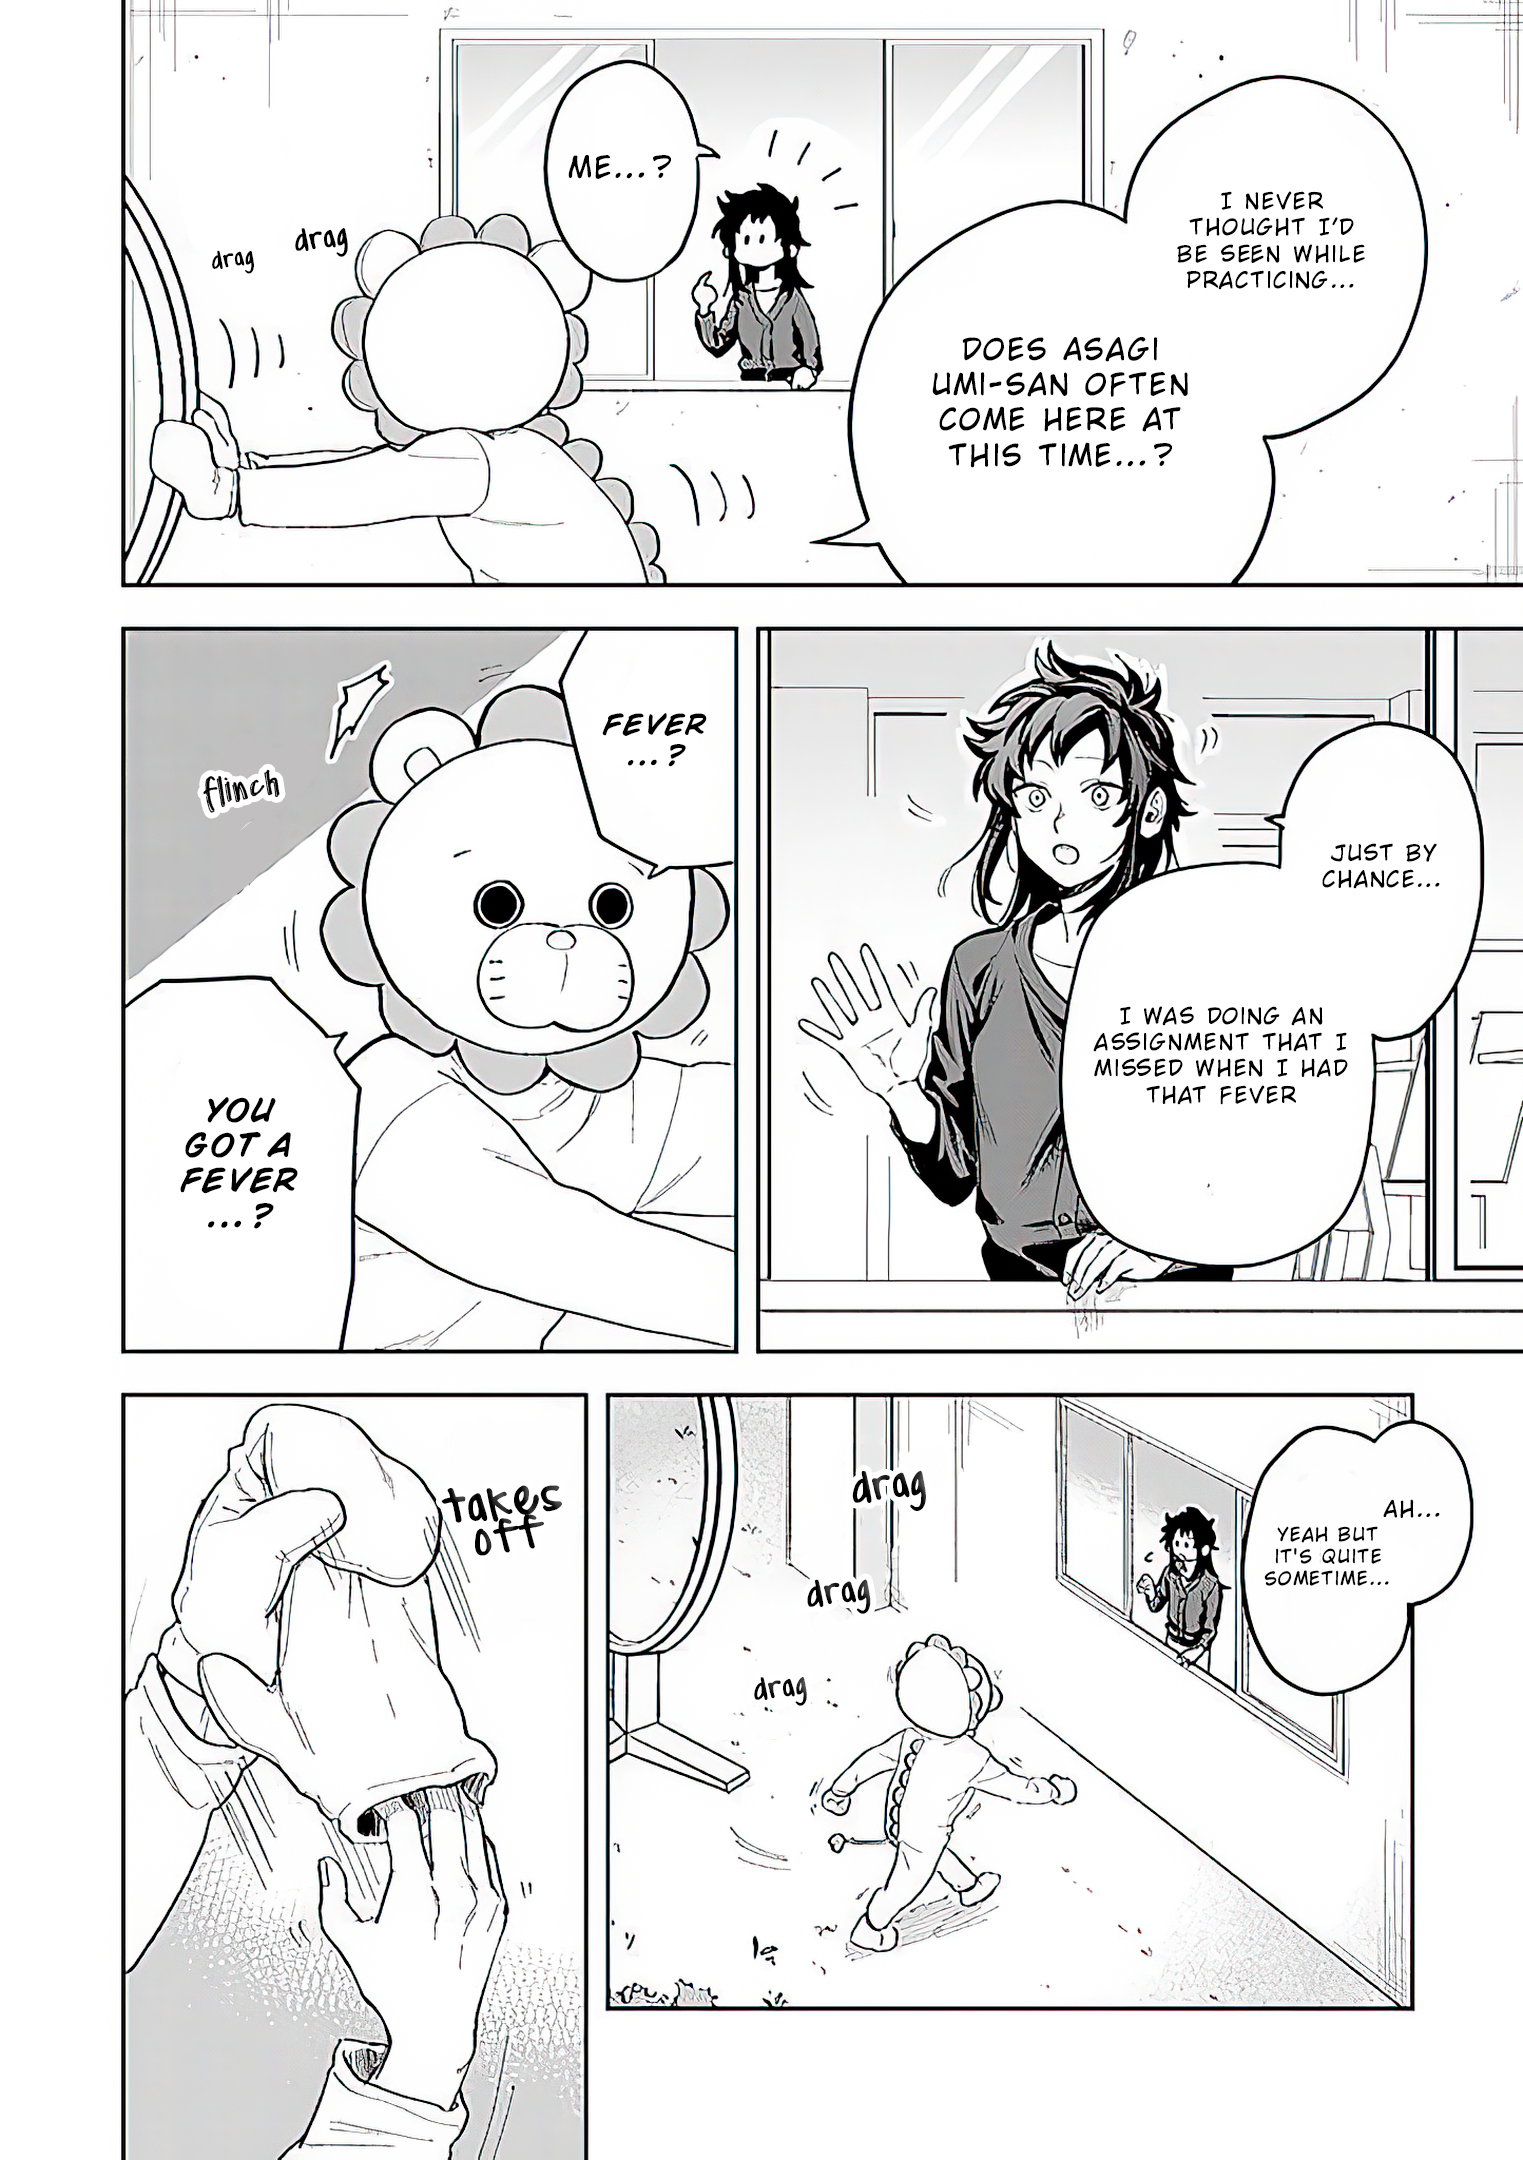 I NEVER
THOUGHT I'D
BE SEEN WHILE
PRACTICING...
DOES ASAGI
UMI-SAN OFTEN
COME HERE AT
THIS TIME...?
ME...?
drag
drag
JUST BY
CHANCE...
I WAS DOING AN
ASSIGNMENT THAT I
MISSED WHEN I HAD
THAT FEVER
FEVER
...?
flinch
YOU
GOT A
FEVER
...?
AH...
YEAH BUT
IT'S QUITE
SOMETIME...
drag
drag
drag
takes
off